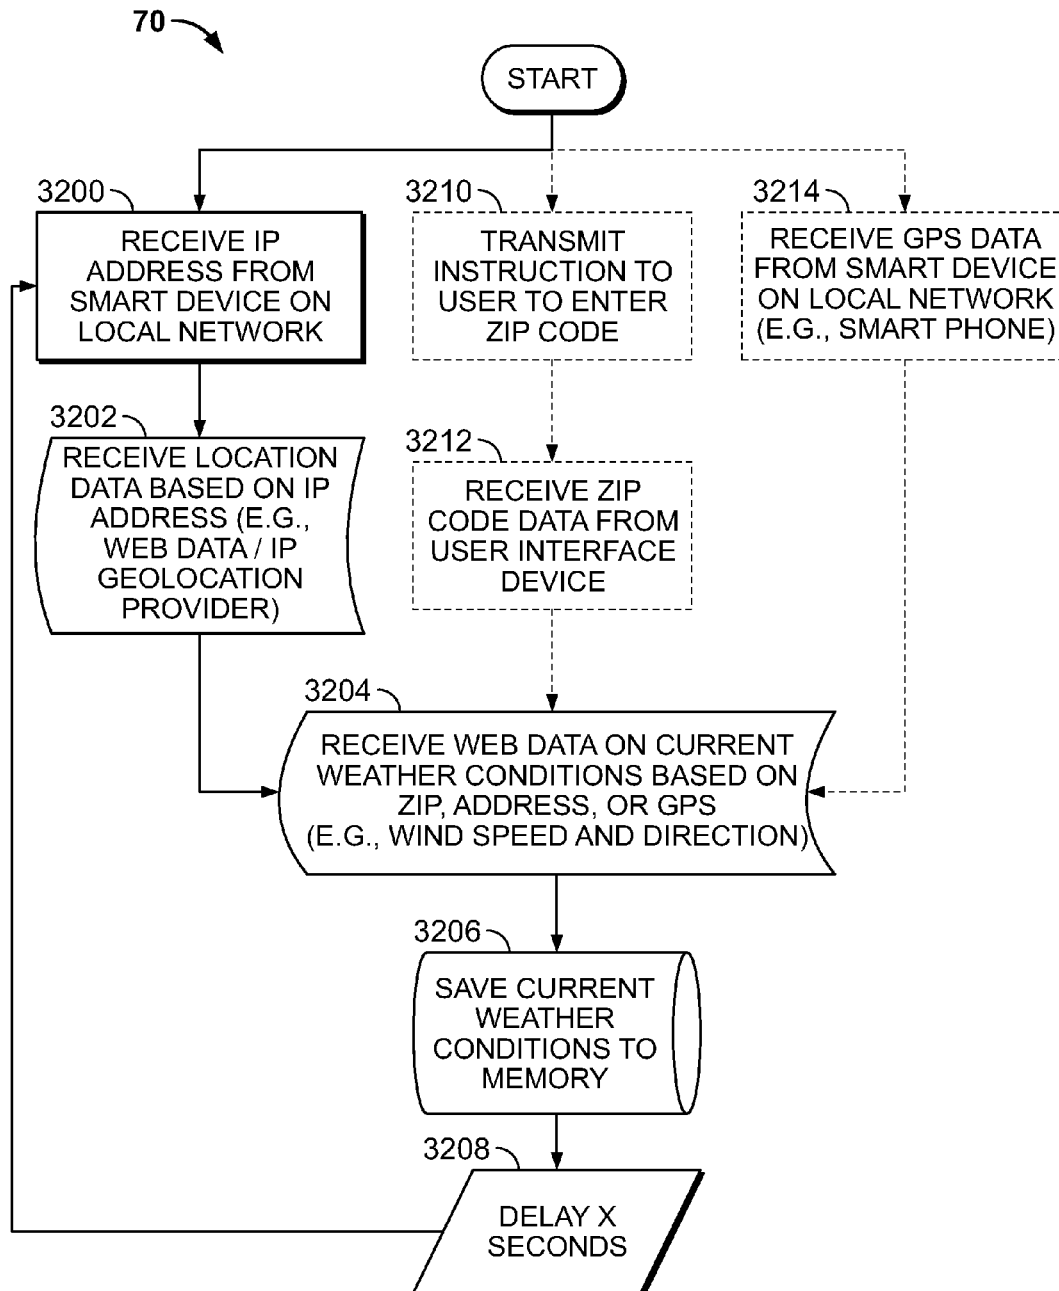 70
START
3200
RECEIVE IP
ADDRESS FROM
SMART DEVICE ON
LOCAL NETWORK
3210
TRANSMIT
INSTRUCTION TO
USER TO ENTER
ZIP CODE
3214
RECEIVE GPS DATA
FROM SMART DEVICE
ON LOCAL NETWORK
(E.G., SMART PHONE)
3202
RECEIVE LOCATION
DATA BASED ON IP
ADDRESS (E.G.,
WEB DATA / IP
GEOLOCATION
PROVIDER)
3212
RECEIVE ZIP
CODE DATA FROM
USER INTERFACE
DEVICE
3204
RECEIVE WEB DATA ON CURRENT
WEATHER CONDITIONS BASED ON
ZIP, ADDRESS, OR GPS
(E.G., WIND SPEED AND DIRECTION)
3206
SAVE CURRENT
WEATHER
CONDITIONS TO
MEMORY
3208
DELAY X
SECONDS